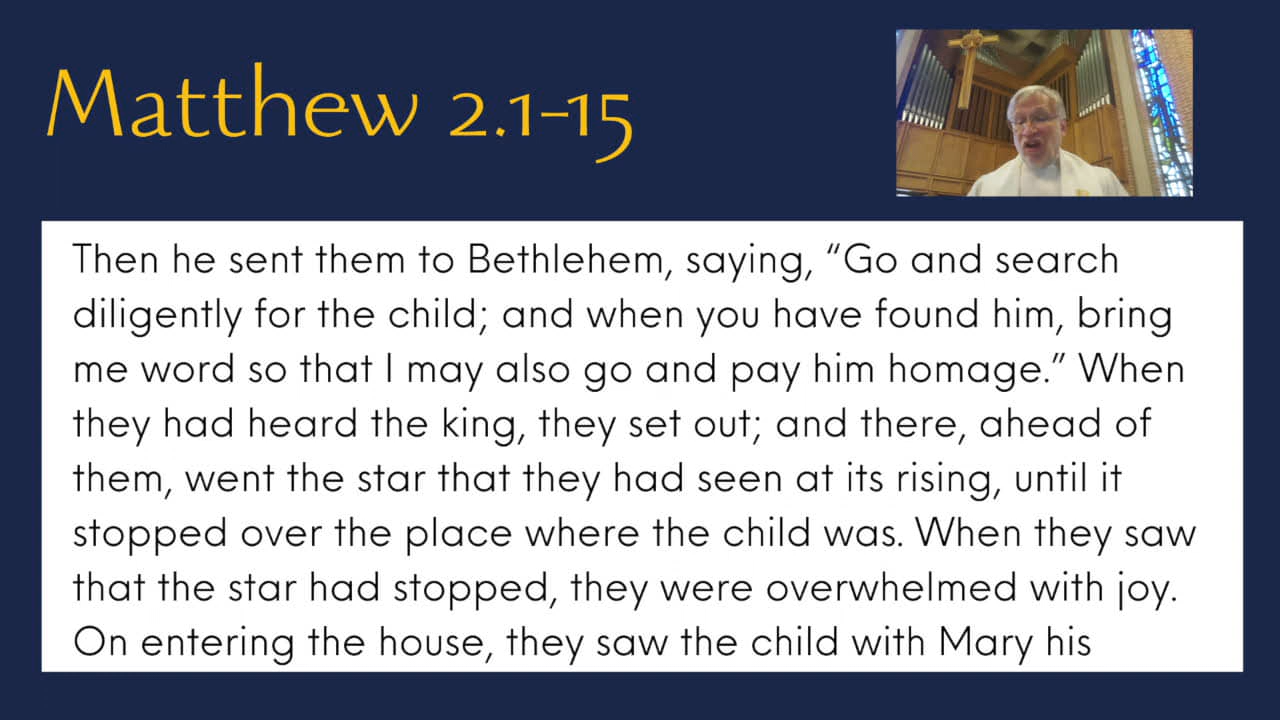 Matthew 2.1-15
Then he sent them to Bethlehem, saying, “Go and search
diligently for the child; and when you have found him, bring
me word so that I may also go and pay him homage.” When
they had heard the king, they set out; and there, ahead of
them, went the star that they had seen at its rising, until it
stopped over the place where the child was. When they saw
that the star had stopped, they were overwhelmed with joy.
On entering the house, they saw the child with Mary his